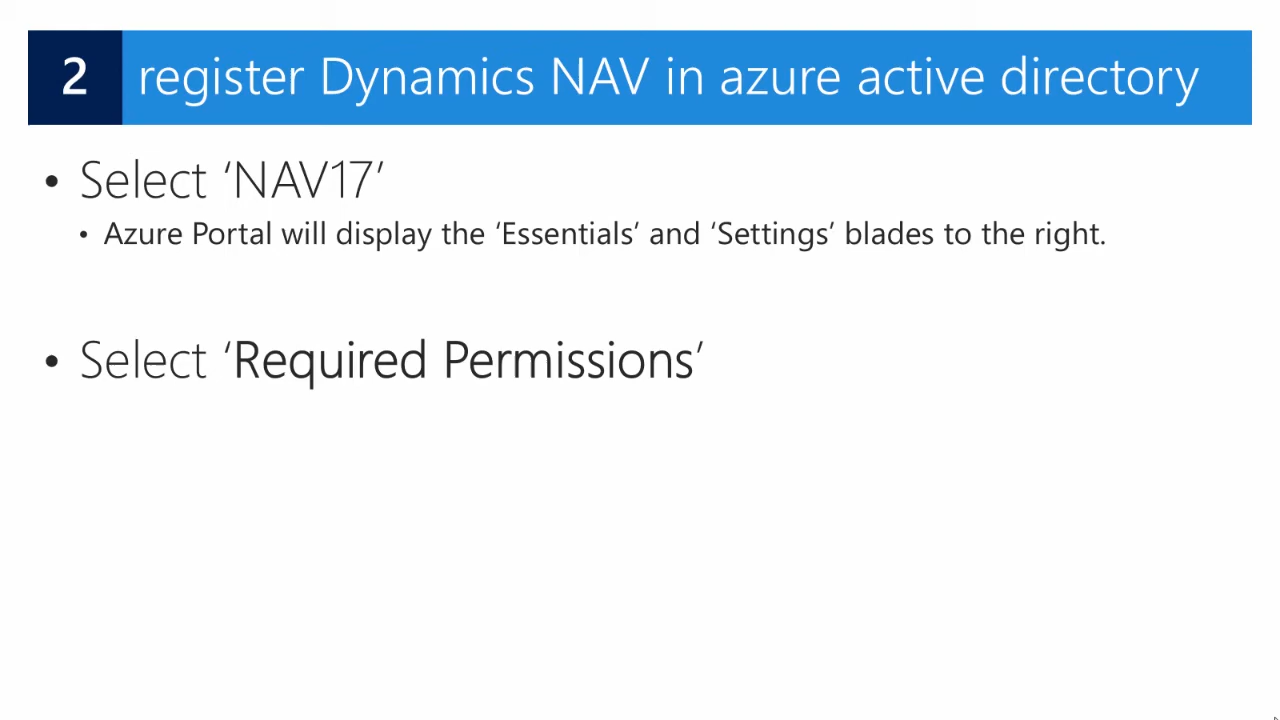 2 register Dynamics NAV in azure active directory
• Select ‘NAV17’
• Azure Portal will display the ‘Essentials’ and ‘Settings’ blades to the right.
• Select ‘Required Permissions’